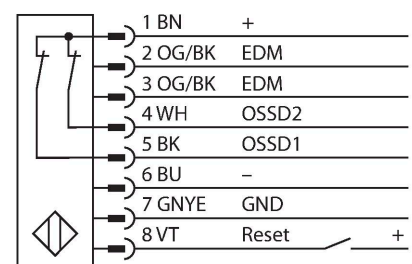 1 BN +
2 OG/BK EDM
3 OG/BK EDM
4 WH OSSD2
5 BK OSSD1
6 BU –
7 GNYE GND
8 VT Reset +